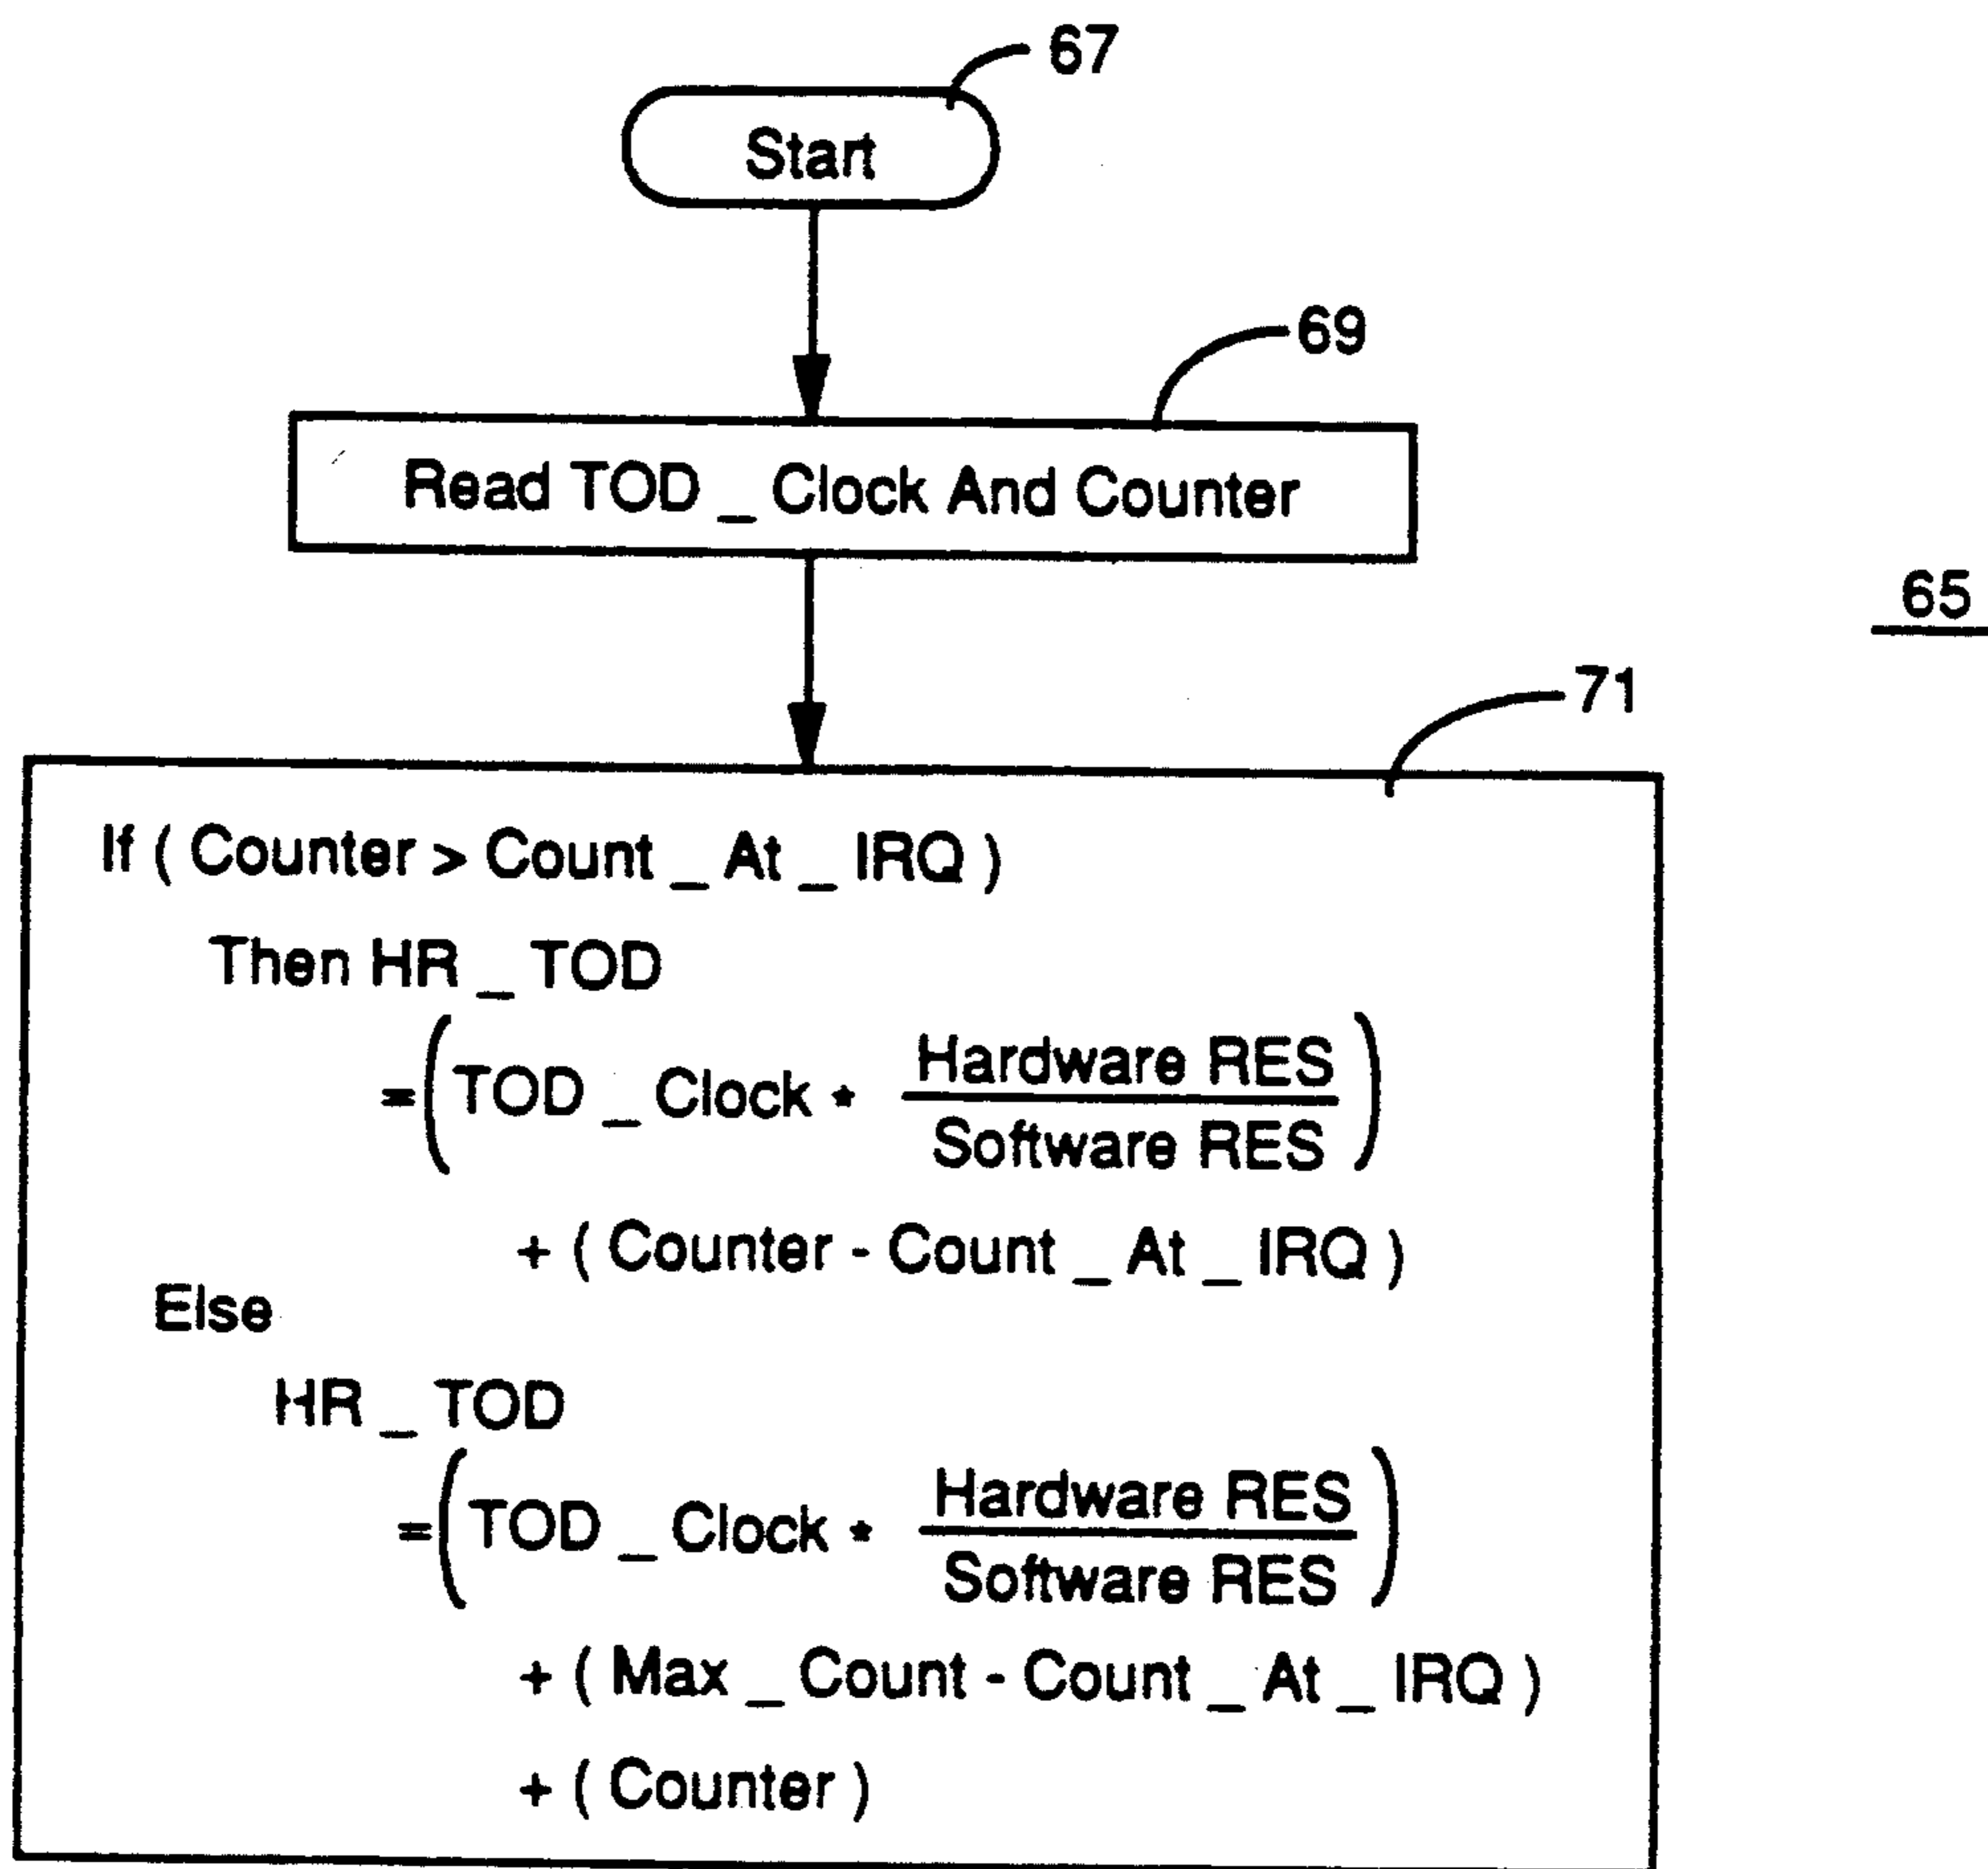 67
Start
69
Read TOD _ Clock And Counter
65
71
If ( Counter > Count _ At _ IRQ )
Then HR _ TOD
= ( TOD _ Clock * Hardware RES / Software RES )
+ ( Counter - Count _ At _ IRQ )
Else
HR _ TOD
= ( TOD _ Clock * Hardware RES / Software RES )
+ ( Max _ Count - Count _ At _ IRQ )
+ ( Counter )